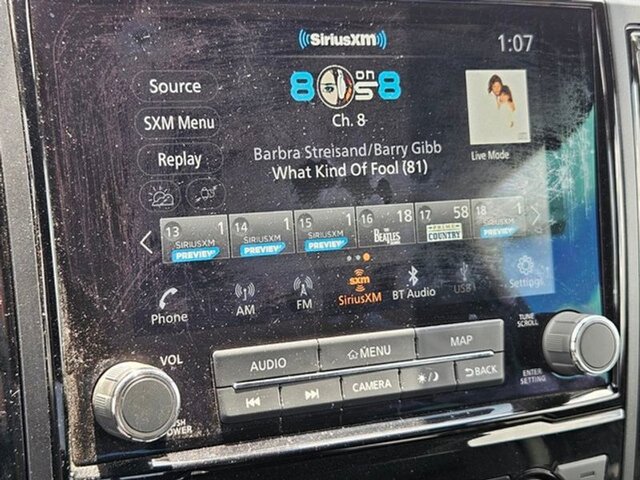 SiriusXM
1:07
Source
8 on 8
80s
Ch. 8
SXM Menu
Replay
Barbra Streisand/Barry Gibb
What Kind Of Fool (81)
Live Mode
13 1
SIRIUSXM
PREVIEW
14 1
SIRIUSXM
PREVIEW
15 1
SIRIUSXM
PREVIEW
16 18
THE BEATLES
17 58
PRIME
COUNTRY
18 1
SIRIUSXM
PREVIEW
Phone
AM
FM
sxm
SiriusXM
BT Audio
USB
Settings
VOL
PUSH
POWER
AUDIO
MENU
MAP
CAMERA
BACK
TUNE
SCROLL
ENTER
SETTING